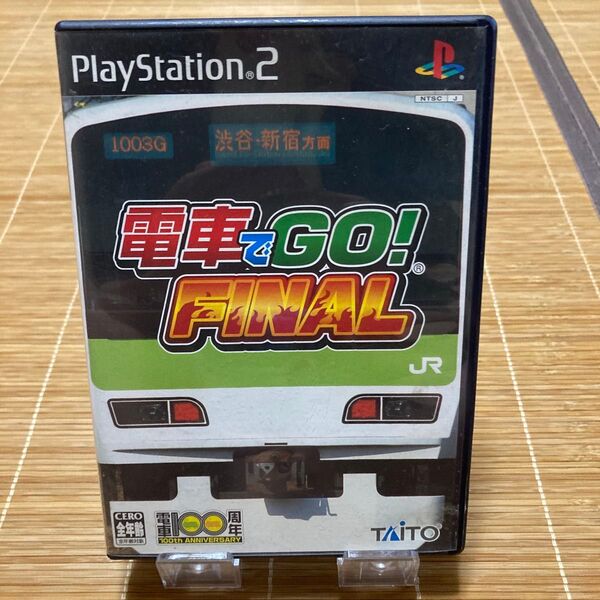 PlayStation®2
NTSC J
1003G
渋谷・新宿方面
電車でGO!®
FINAL
JR
CERO
全年齢
電車100周年
100th ANNIVERSARY
TAITO